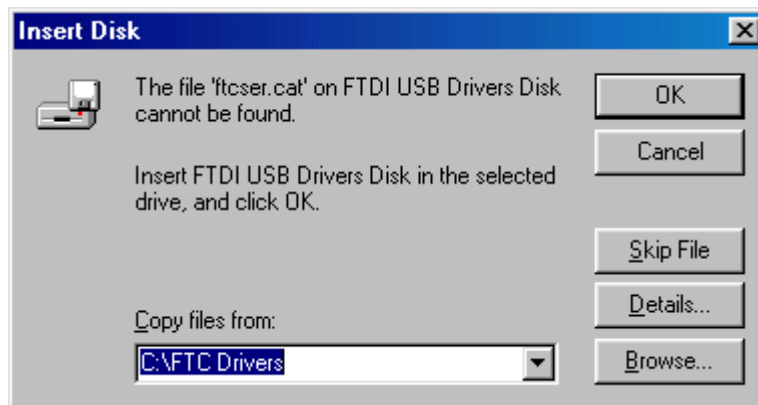 Insert Disk
The file 'ftcser.cat' on FTDI USB Drivers Disk
cannot be found.
Insert FTDI USB Drivers Disk in the selected
drive, and click OK.
Copy files from:
C:\FTC Drivers
OK
Cancel
Skip File
Details...
Browse...